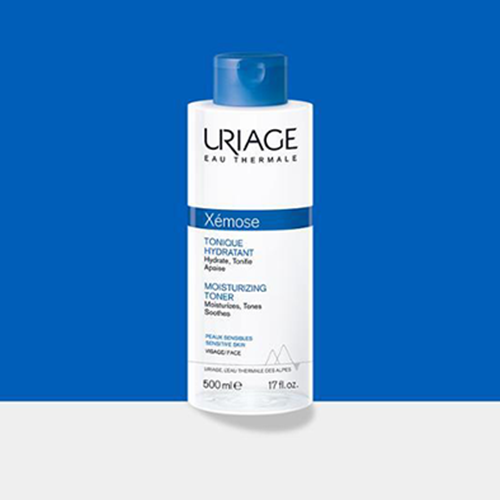 URIAGE
EAU THERMALE
Xémose
TONIQUE
HYDRATANT
Hydrate, Tonifie
Apaise
MOISTURIZING
TONER
Moisturizes, Tones
Soothes
PEAUX SENSIBLES
SENSITIVE SKIN
VISAGE/FACE
URIAGE, L'EAU THERMALE DES ALPES
500 ml e 17 fl.oz.